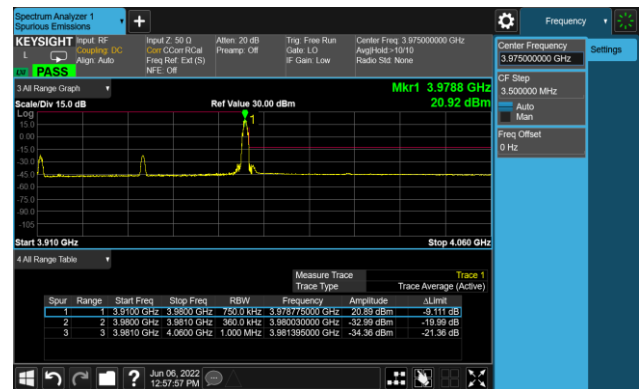 Spectrum Analyzer 1
Spurious Emissions
Frequency
KEYSIGHT Input: RF
Coupling: DC
Align: Auto
Input Z: 50 Ω
Corr CCorr RCal
Freq Ref: Ext (S)
NFE: Off
Atten: 20 dB
Preamp: Off
Trig: Free Run
Gate: LO
IF Gain: Low
Center Freq: 3.975000000 GHz
Avg|Hold:>10/10
Radio Std: None
L
LXI PASS
3 All Range Graph
Mkr1 3.9788 GHz
20.92 dBm
Scale/Div 15.0 dB
Ref Value 30.00 dBm
Log
15.0
0.00
-15.0
-30.0
-45.0
-60.0
-75.0
-90.0
-105
1
Start 3.910 GHz
Stop 4.060 GHz
4 All Range Table
Measure Trace Trace 1
Trace Type Trace Average (Active)
Spur Range Start Freq Stop Freq RBW Frequency Amplitude ΔLimit
1 1 3.9100 GHz 3.9800 GHz 750.0 kHz 3.978775000 GHz 20.89 dBm -9.111 dB
2 2 3.9800 GHz 3.9810 GHz 360.0 kHz 3.980030000 GHz -32.99 dBm -19.99 dB
3 3 3.9810 GHz 4.0600 GHz 1.000 MHz 3.981395000 GHz -34.36 dBm -21.36 dB
Jun 06, 2022
12:57:57 PM
Center Frequency
3.975000000 GHz
Settings
CF Step
3.500000 MHz
Auto
Man
Freq Offset
0 Hz